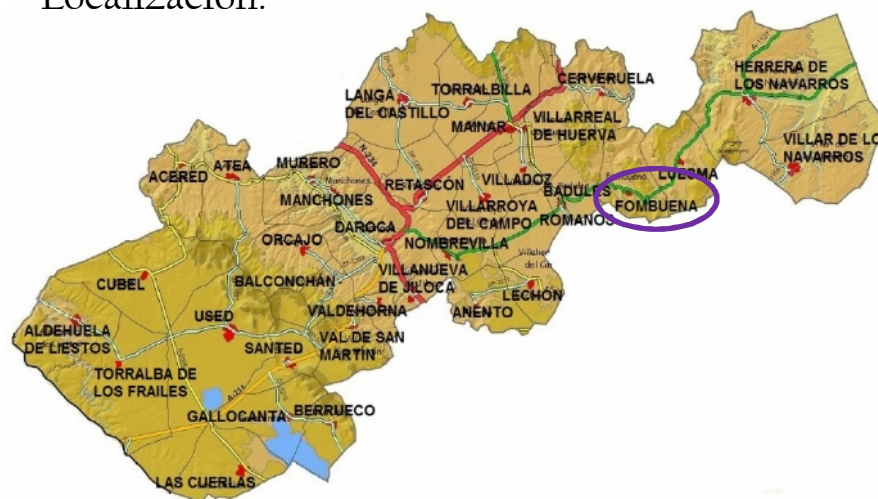 Localización:
HERRERA DE
LOS NAVARROS
CERVERUELA
LANGA
DEL CASTILLO
TORRALBILLA
MAINAR
VILLARREAL
DE HUERVA
VILLAR DE LO
NAVARROS
N-234
ATEA
MURERO
ACERED
MANCHONES
RETASCÓN
VILLADOZ
BADULES
FOMBUENA
VILLARROYA
DEL CAMPO
ROMANOS
DAROCA
ORCAJO
NOMBREVILLA
CUBEL
BALCONCHÁN
VILLANUEVA
DE JILOCA
LECHÓN
ANENTO
ALDEHUELA
DE LIESTOS
USED
VALDEHORNA
SANTED
VAL DE SAN
MARTÍN
TORRALBA DE
LOS FRAILES
A-211
GALLOCANTA
BERRUECO
LAS CUERLAS